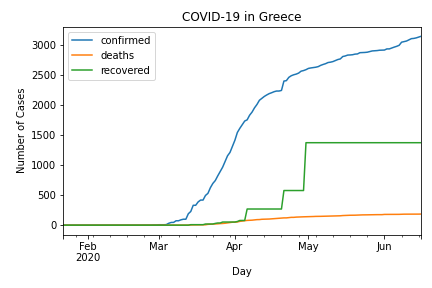 COVID-19 in Greece
confirmed
deaths
recovered
Number of Cases
3000
2500
2000
1500
1000
500
0
Feb
2020
Mar
Apr
May
Jun
Day